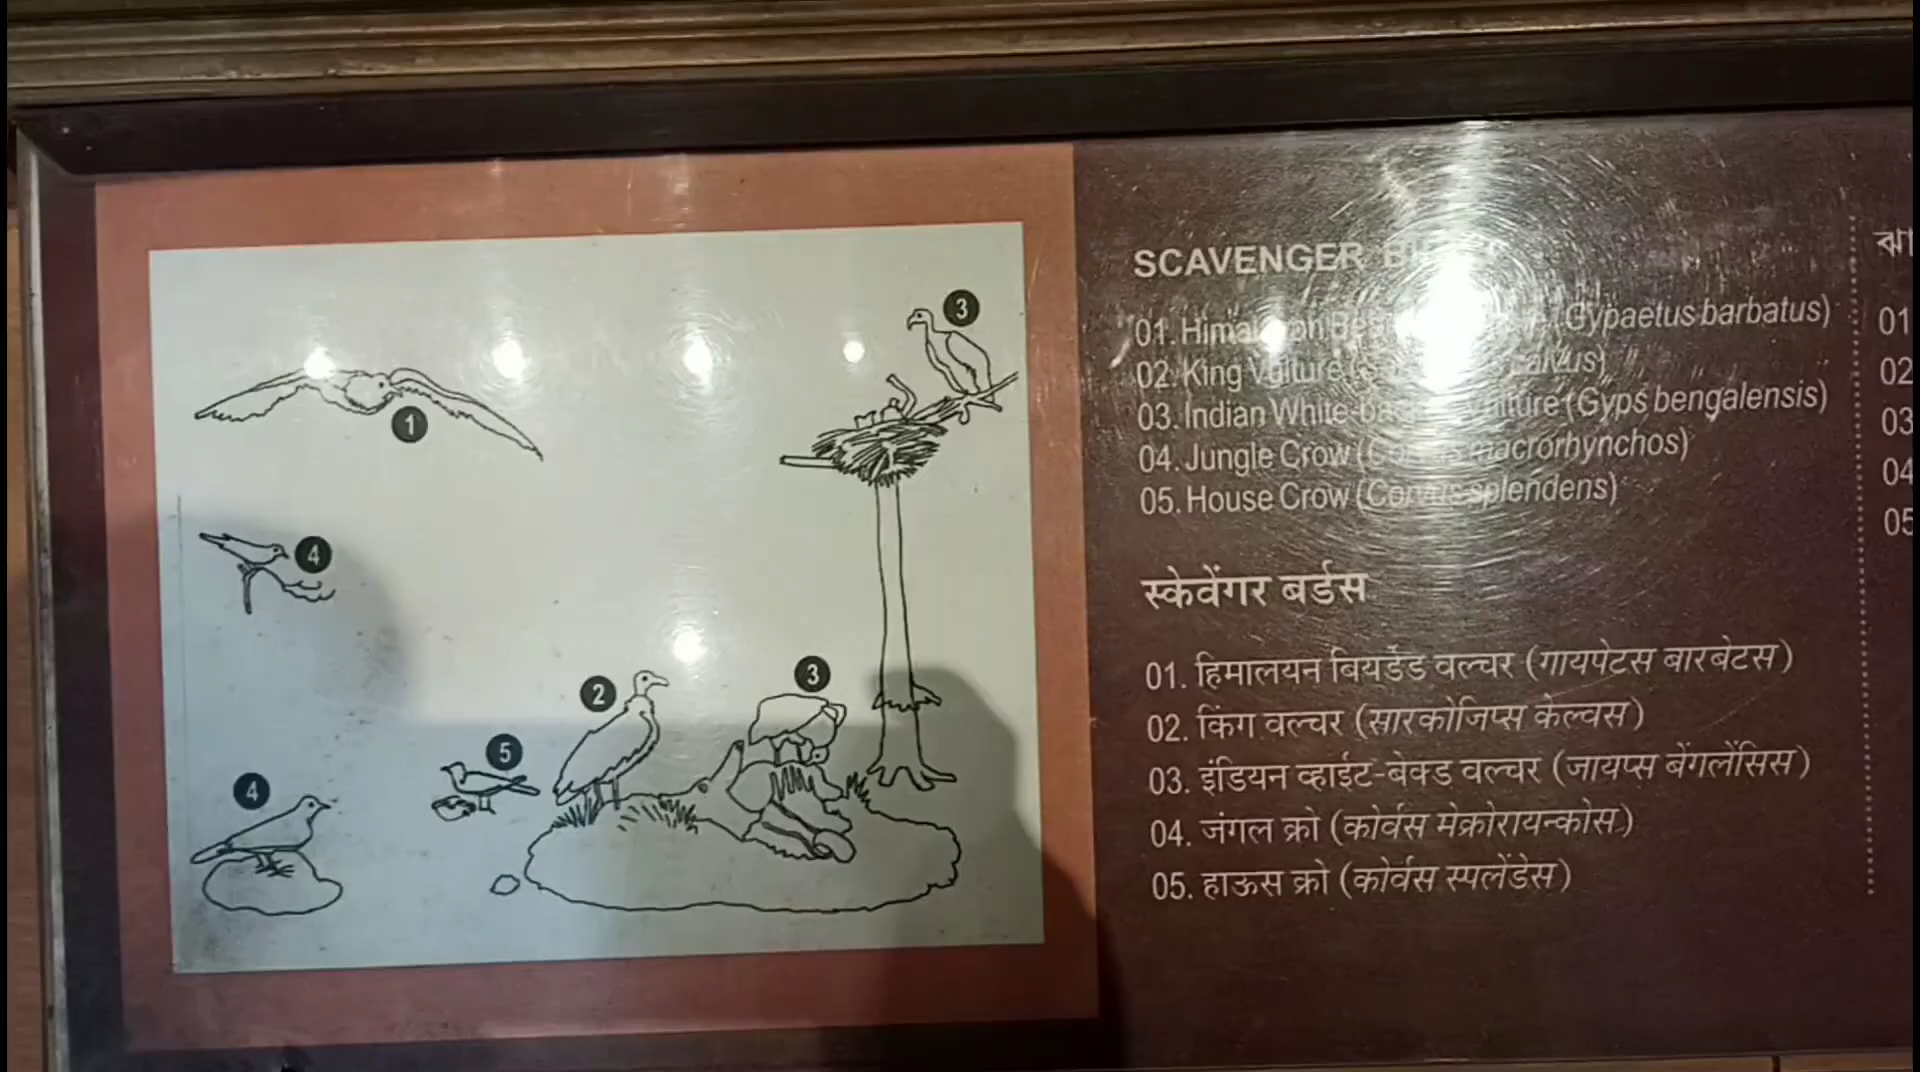 1
3
4
2
3
5
4
SCAVENGER
01. (Gypaetus barbatus)
02. King Vulture
03. Indian (Gyps bengalensis)
04. Jungle Crow macrorhynchos)
05. House Crow (Corvus splendens)
स्केवेंगर बर्डस
01. हिमालयन बियर्डेड वल्चर (गायपेटस बारबेटस)
02. किंग वल्चर (सारकोजिप्स केल्वस)
03. इंडियन व्हाईट-बेक्ड वल्चर (जायप्स बेंगलेंसिस)
04. जंगल क्रो (कोर्वस मेक्रोरायन्कोस)
05. हाऊस क्रो (कोर्वस स्पलेंडेस)
01
02
03
04
05